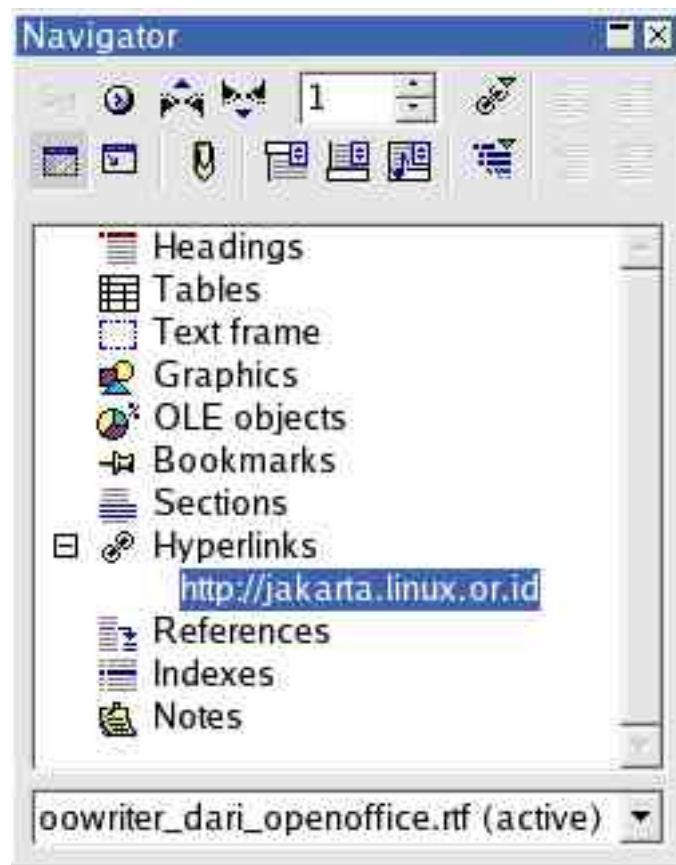 Navigator
1
Headings
Tables
Text frame
Graphics
OLE objects
Bookmarks
Sections
Hyperlinks
http://jakarta.linux.or.id
References
Indexes
Notes
oowriter_dari_openoffice.rtf (active)